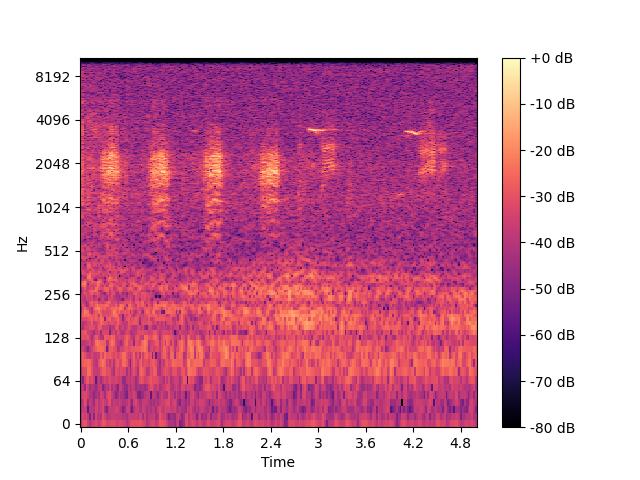 8192
4096
2048
1024
512
256
128
64
0
Hz
0 0.6 1.2 1.8 2.4 3 3.6 4.2 4.8
Time
+0 dB
-10 dB
-20 dB
-30 dB
-40 dB
-50 dB
-60 dB
-70 dB
-80 dB